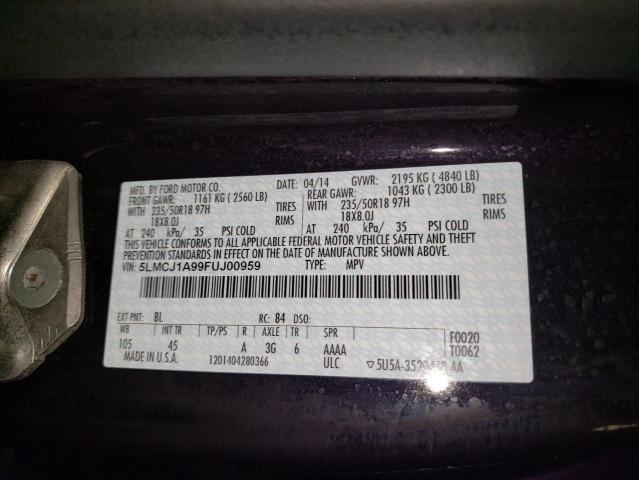 MFD. BY FORD MOTOR CO.
04/14 GVWR: 2195 KG ( 4840 LB)
FRONT GAWR: 1161 KG ( 2560 LB) REAR GAWR: 1043 KG ( 2300 LB)
WITH 235/50R18 97H TIRES WITH 235/50R18 97H TIRES
18X8.0J RIMS 18X8.0J RIMS
AT 240 kPa/ 35 PSI COLD AT 240 kPa/ 35 PSI COLD
THIS VEHICLE CONFORMS TO ALL APPLICABLE FEDERAL MOTOR VEHICLE SAFETY AND THEFT
PREVENTION STANDARDS IN EFFECT ON THE DATE OF MANUFACTURE SHOWN ABOVE.
VIN: 5LMCJ1A99FUJ00959 TYPE: MPV
EXT PNT: BL RC: 84 DSO:
WB INT TR TP/PS R AXLE TR SPR F0020
105 45 A 3G 6 AAAA T0062
MADE IN U.S.A. 1201404280366 ULC